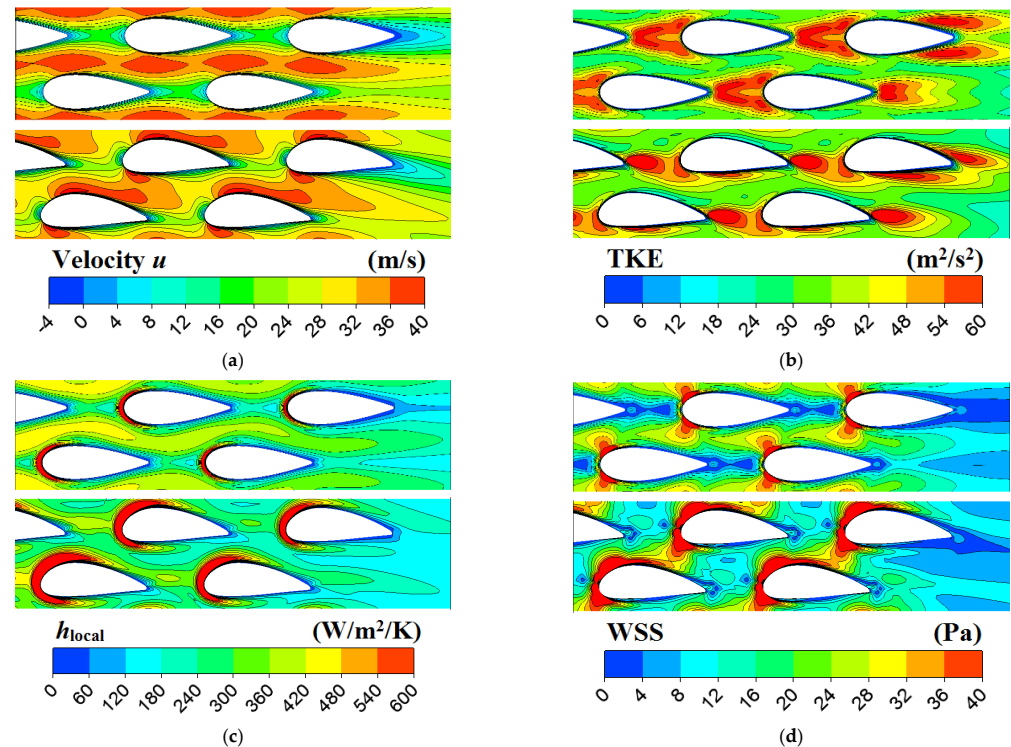 Velocity u (m/s)
-4 0 4 8 12 16 20 24 28 32 36 40
(a)
TKE (m²/s²)
0 6 12 18 24 30 36 42 48 54 60
(b)
h_local (W/m²/K)
0 60 120 180 240 300 360 420 480 540 600
(c)
WSS (Pa)
0 4 8 12 16 20 24 28 32 36 40
(d)